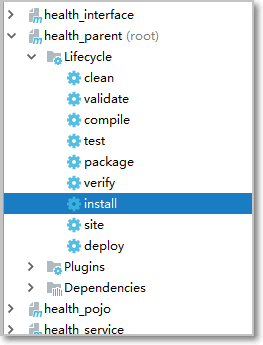 health_interface
health_parent (root)
Lifecycle
clean
validate
compile
test
package
verify
install
site
deploy
Plugins
Dependencies
health_pojo
health_service